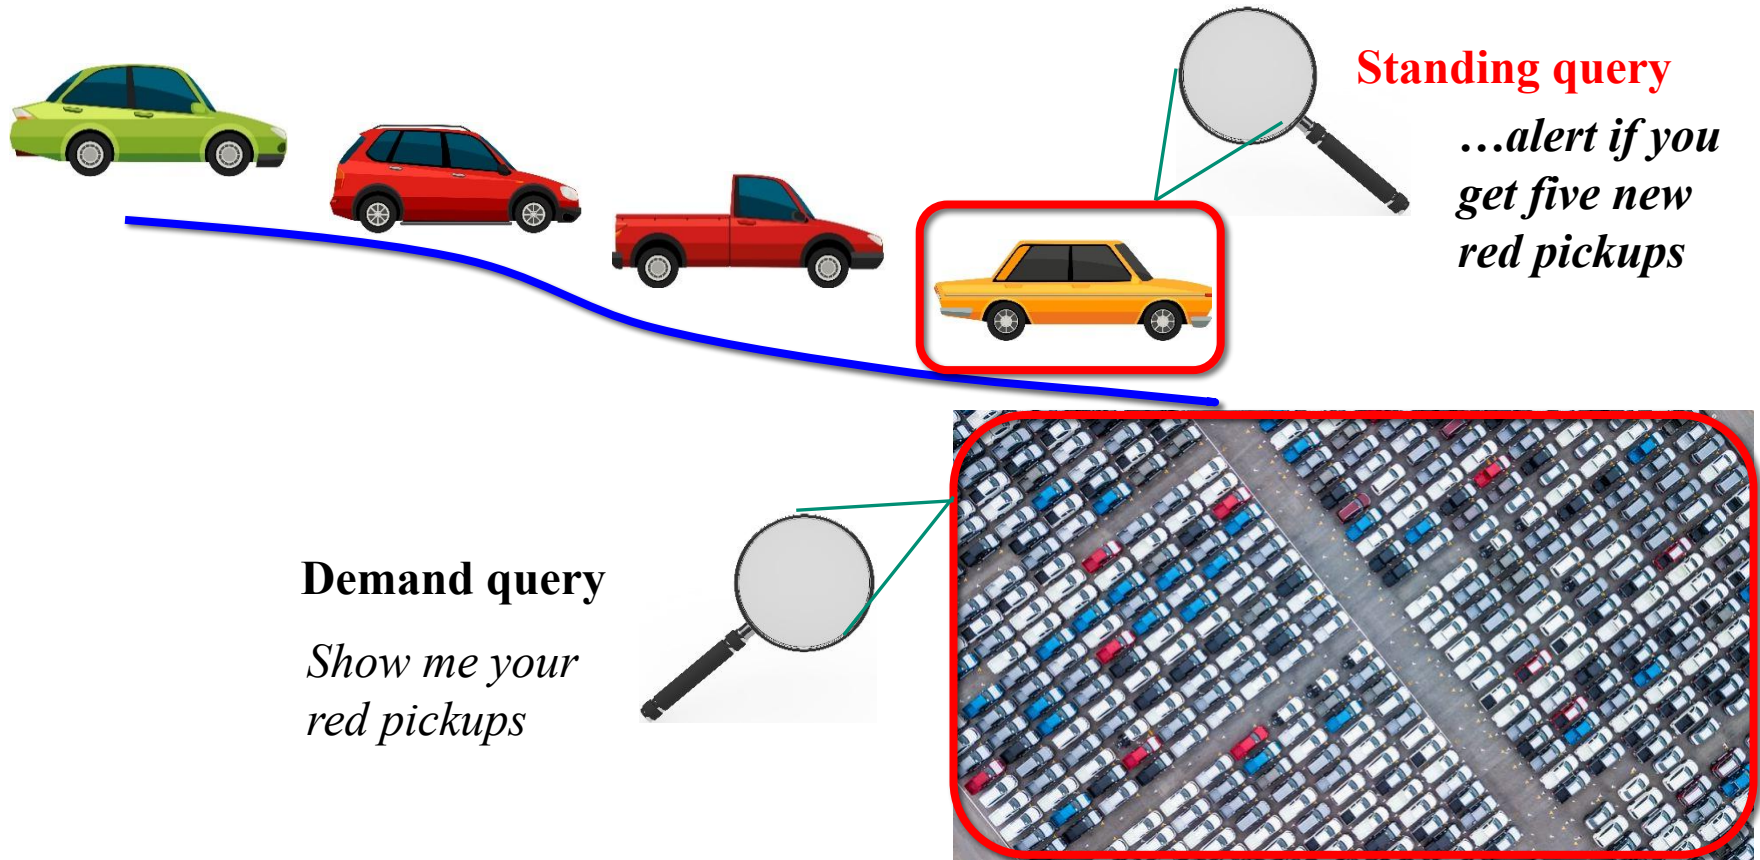 Standing query
...alert if you
get five new
red pickups
Demand query
Show me your
red pickups